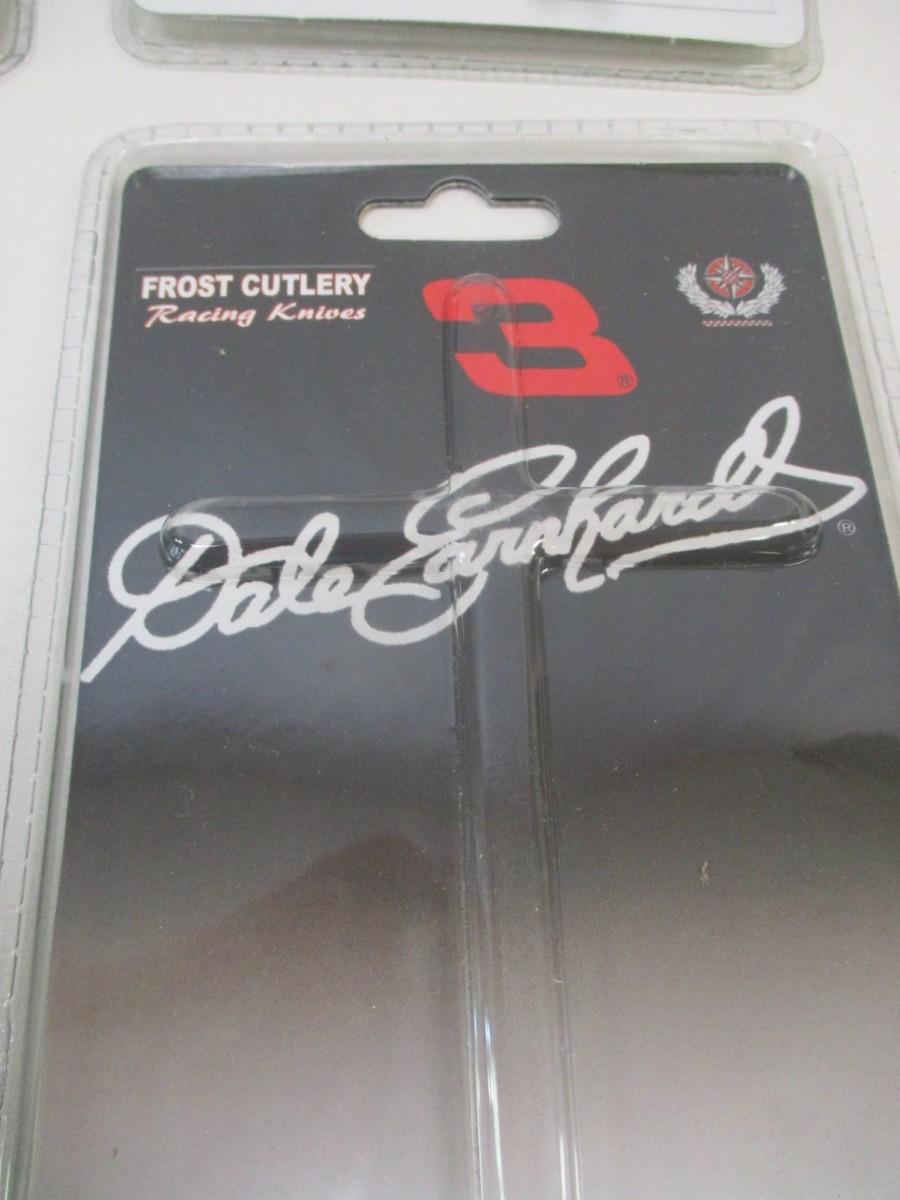 FROST CUTLERY
Racing Knives
3®
Dale Earnhardt®